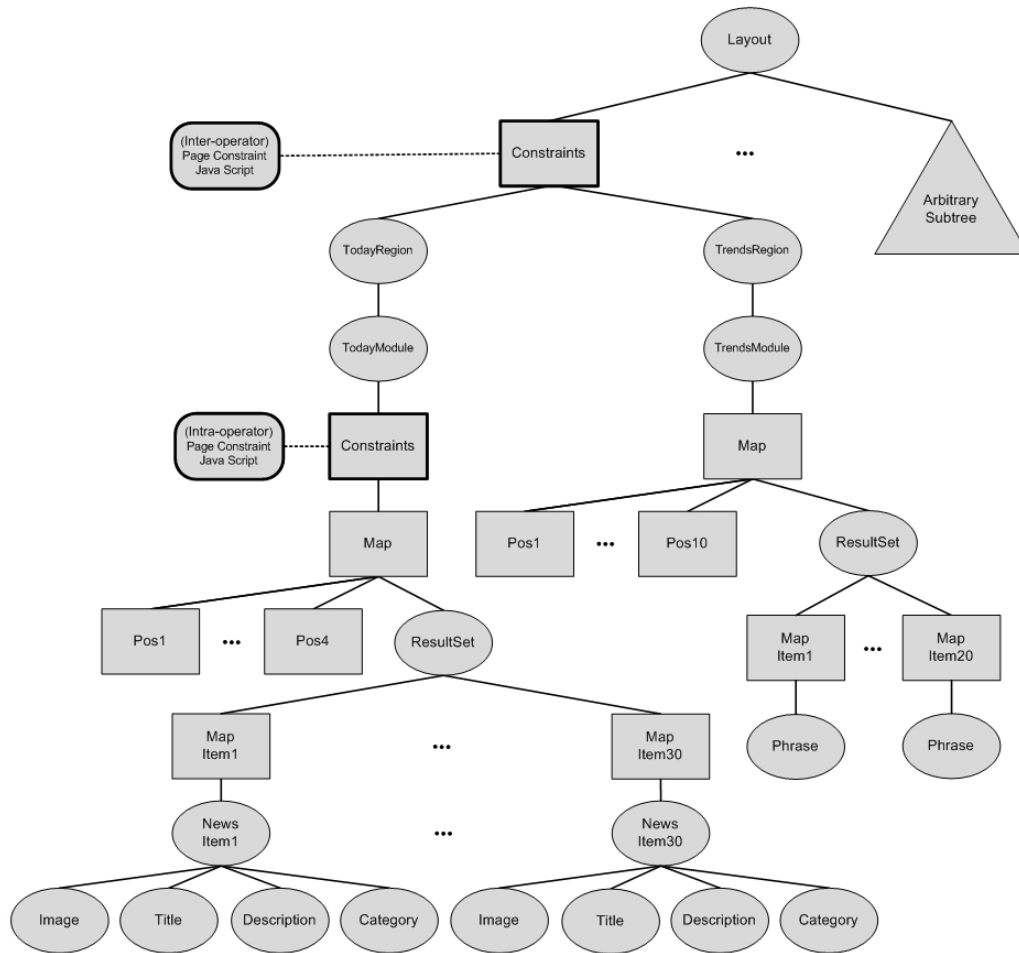 Layout
(Inter-operator)
Page Constraint
Java Script
Constraints
...
Arbitrary
Subtree
TodayRegion
TrendsRegion
TodayModule
TrendsModule
(Intra-operator)
Page Constraint
Java Script
Constraints
Map
Map
Pos1
...
Pos10
ResultSet
Pos1
...
Pos4
ResultSet
Map
Item1
...
Map
Item20
Map
Item1
...
Map
Item30
Phrase
Phrase
News
Item1
...
News
Item30
Image
Title
Description
Category
Image
Title
Description
Category